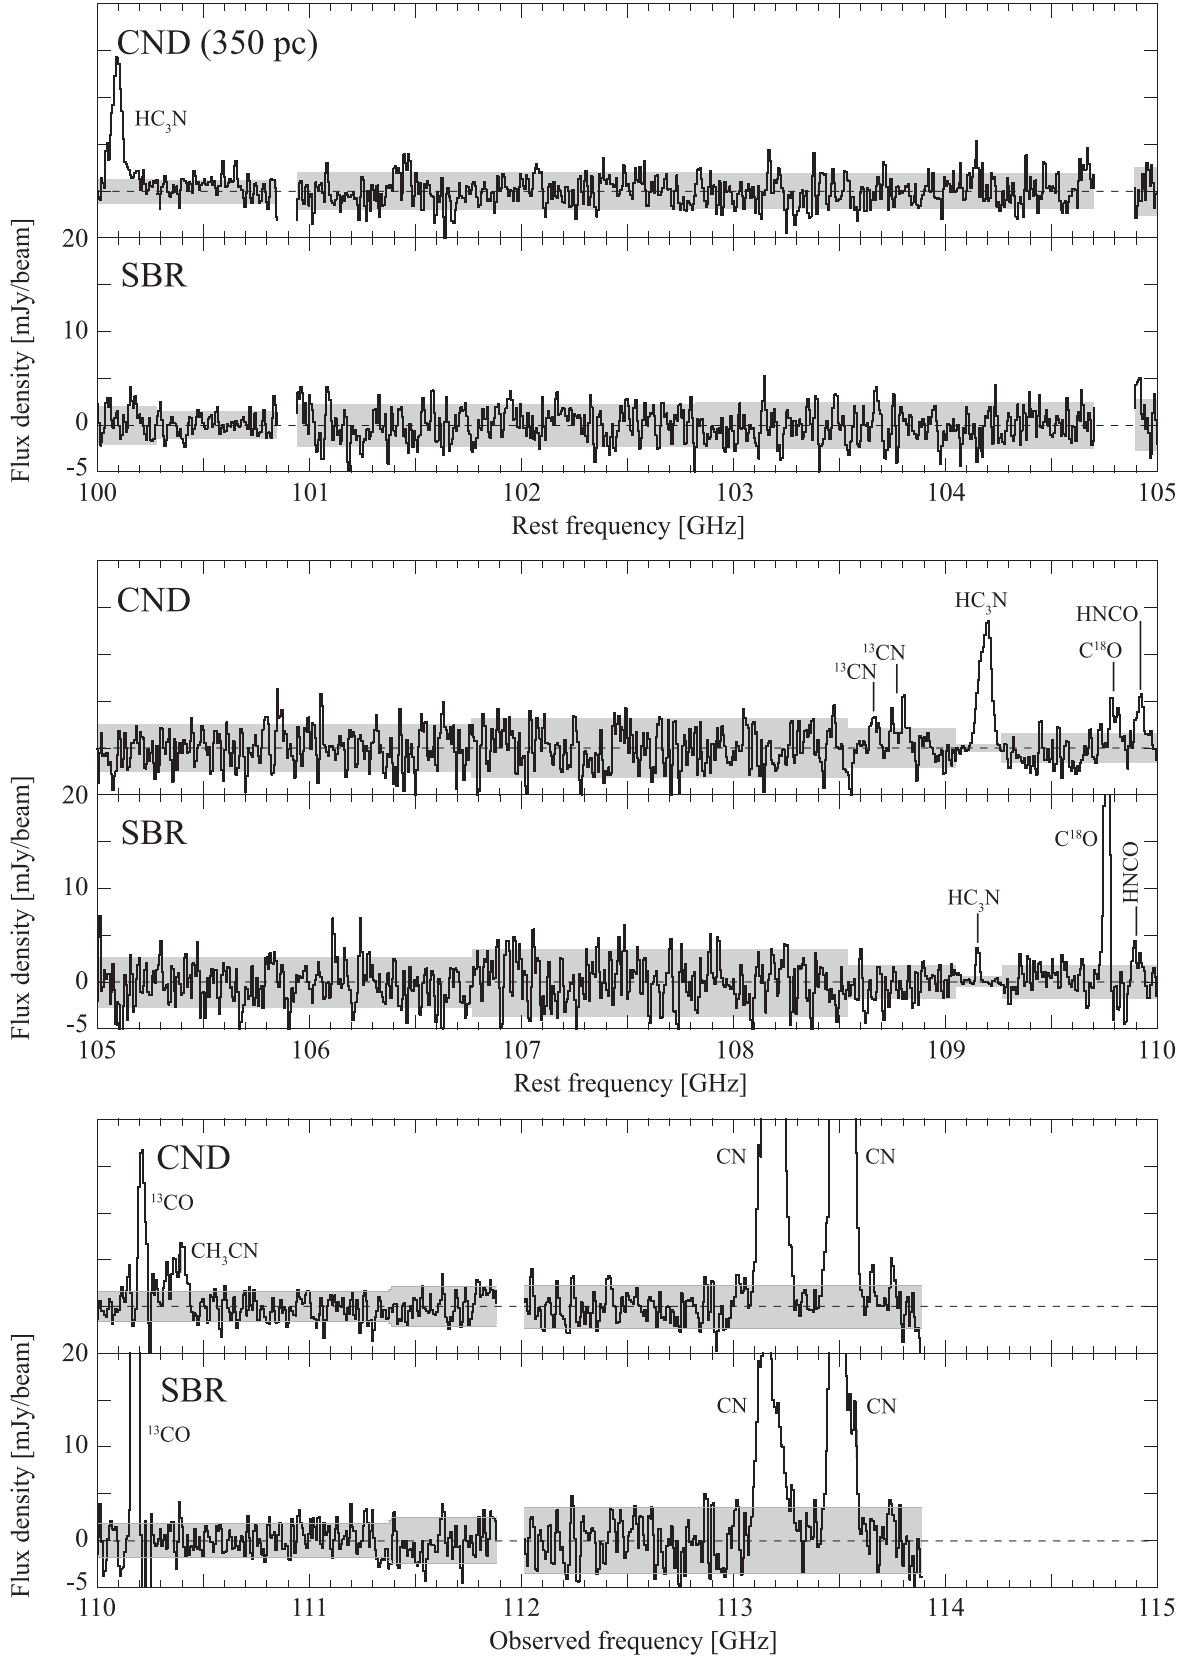 CND (350 pc)
HC₃N
20
SBR
10
0
-5
Flux density [mJy/beam]
100 101 102 103 104 105
Rest frequency [GHz]
CND
¹³CN
¹³CN
HC₃N
C¹⁸O
HNCO
20
SBR
10
0
-5
Flux density [mJy/beam]
HC₃N
C¹⁸O
HNCO
105 106 107 108 109 110
Rest frequency [GHz]
CND
¹³CO
CH₃CN
CN
CN
20
SBR
¹³CO
10
0
-5
Flux density [mJy/beam]
CN
CN
110 111 112 113 114 115
Observed frequency [GHz]